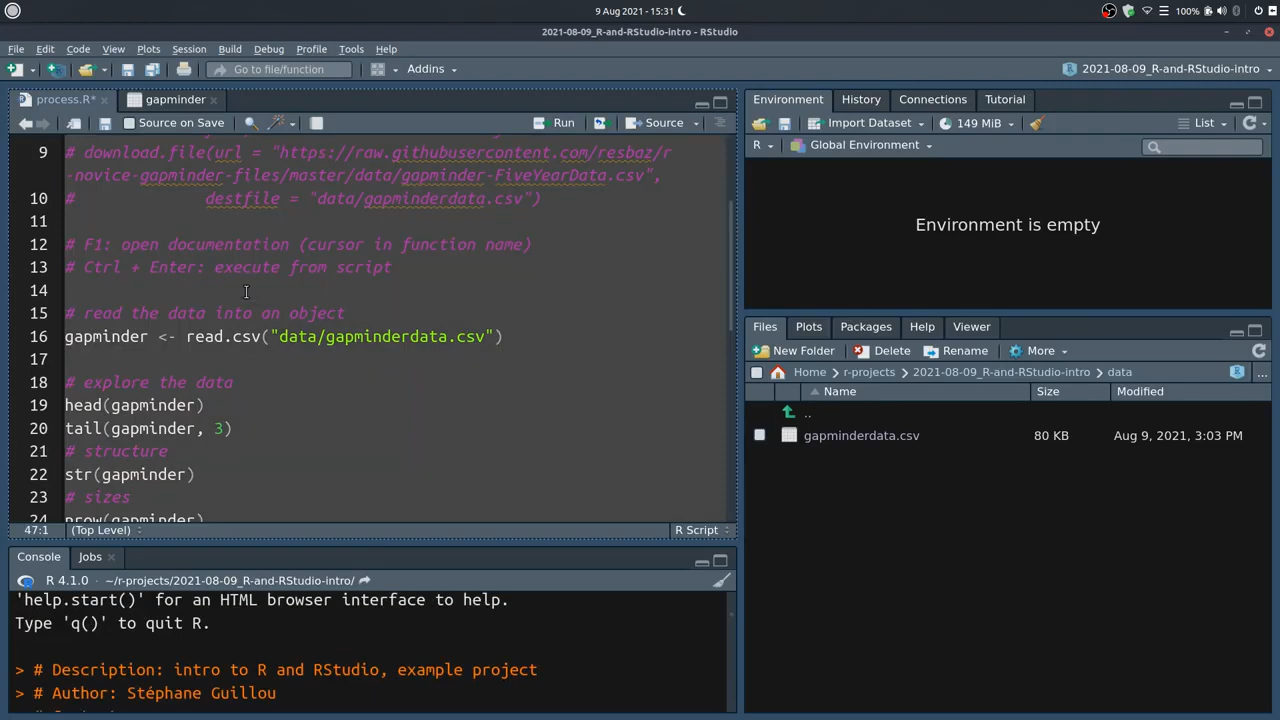 9 Aug 2021 - 15:31
100%
2021-08-09_R-and-RStudio-intro - RStudio
File Edit Code View Plots Session Build Debug Profile Tools Help
Go to file/function Addins 2021-08-09_R-and-RStudio-intro
process.R* gapminder
Source on Save Run Source
9 # download.file(url = "https://raw.githubusercontent.com/resbaz/r
-novice-gapminder-files/master/data/gapminder-FiveYearData.csv",
10 # destfile = "data/gapminderdata.csv")
11
12 # F1: open documentation (cursor in function name)
13 # Ctrl + Enter: execute from script
14
15 # read the data into an object
16 gapminder <- read.csv("data/gapminderdata.csv")
17
18 # explore the data
19 head(gapminder)
20 tail(gapminder, 3)
21 # structure
22 str(gapminder)
23 # sizes
24 nrow(gapminder)
47:1 (Top Level) R Script
Console Jobs
R 4.1.0 · ~/r-projects/2021-08-09_R-and-RStudio-intro/
'help.start()' for an HTML browser interface to help.
Type 'q()' to quit R.
> # Description: intro to R and RStudio, example project
> # Author: Stéphane Guillou
Environment History Connections Tutorial
Import Dataset 149 MiB List
R Global Environment
Environment is empty
Files Plots Packages Help Viewer
New Folder Delete Rename More
Home r-projects 2021-08-09_R-and-RStudio-intro data ...
Name Size Modified
..
gapminderdata.csv 80 KB Aug 9, 2021, 3:03 PM